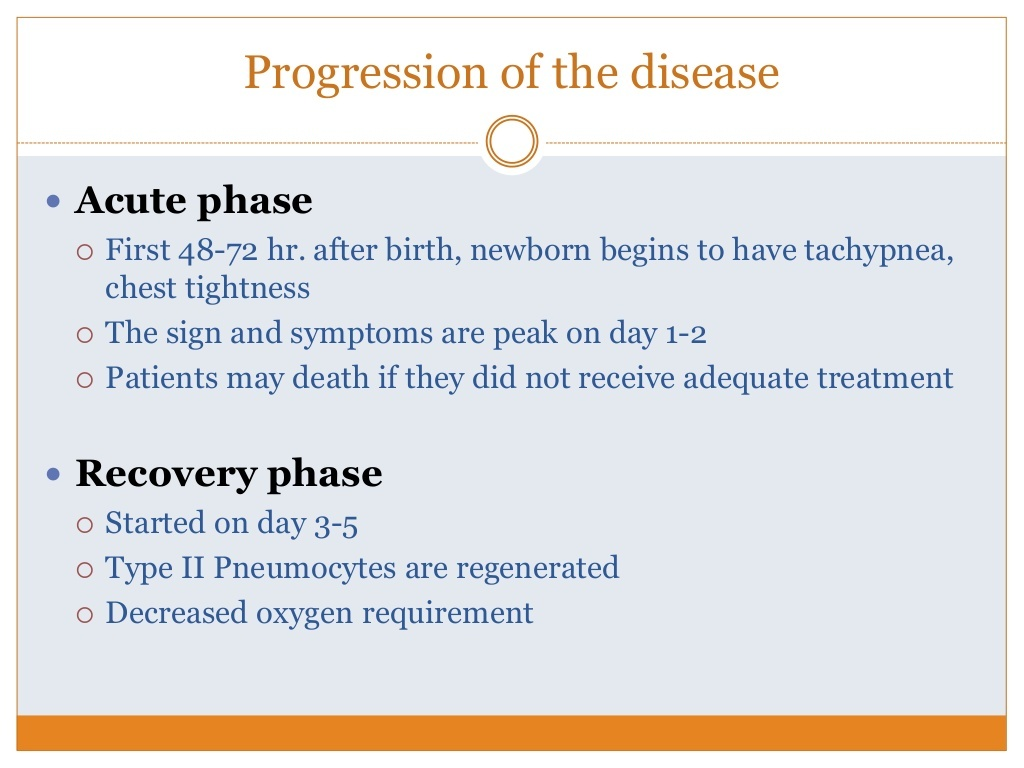 Progression of the disease
Acute phase
First 48-72 hr. after birth, newborn begins to have tachypnea,
chest tightness
The sign and symptoms are peak on day 1-2
Patients may death if they did not receive adequate treatment
Recovery phase
Started on day 3-5
Type II Pneumocytes are regenerated
Decreased oxygen requirement